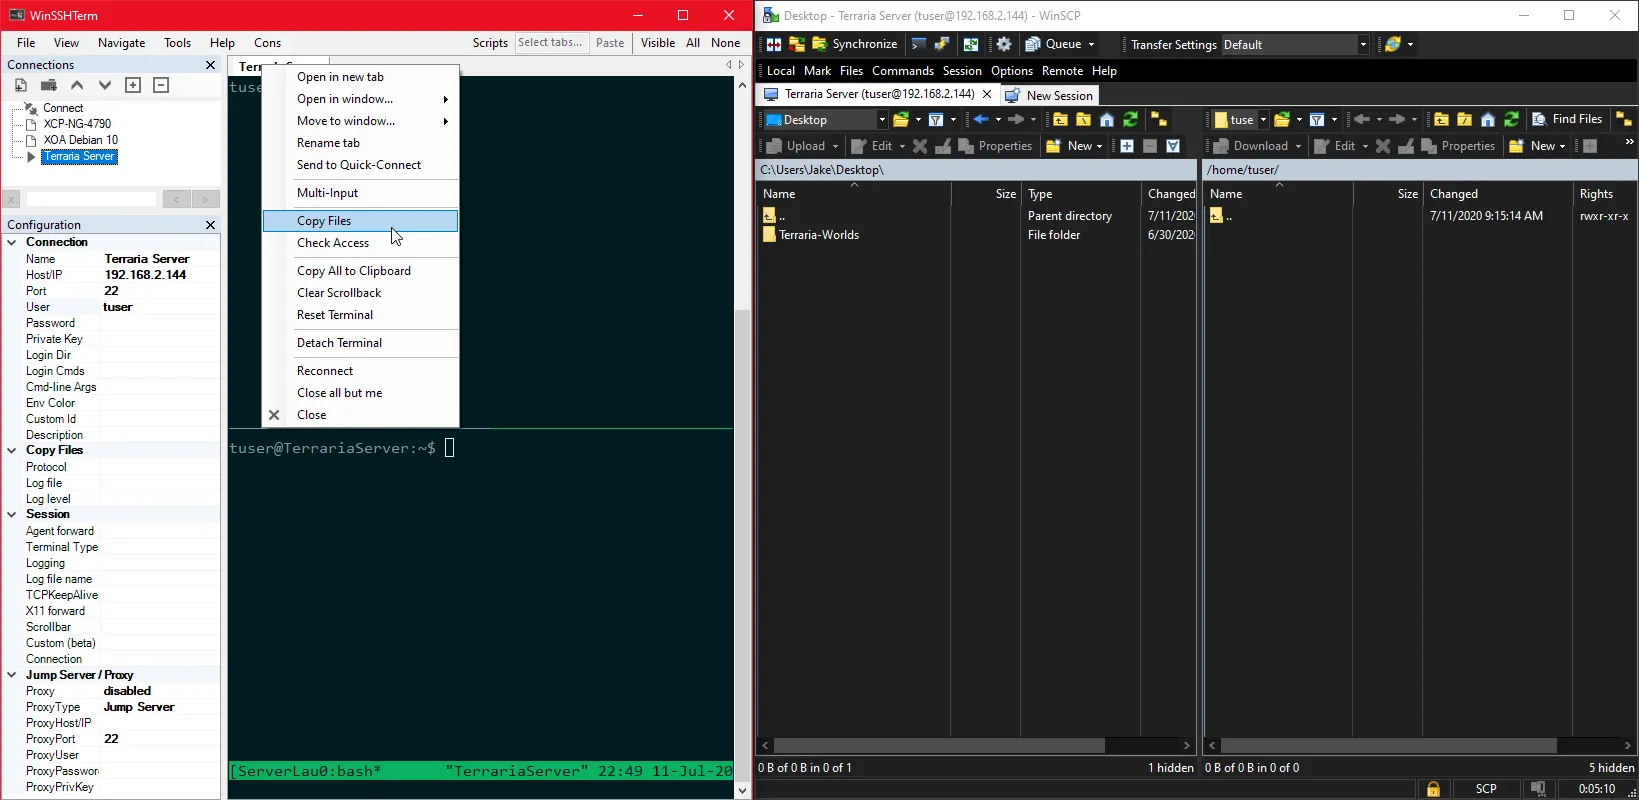 WinSSHTerm
File View Navigate Tools Help Cons Scripts Select tabs... Paste Visible All None
Connections
Connect
XCP-NG-4790
XOA Debian 10
Terraria Server
Configuration
Connection
Name Terraria Server
Host/IP 192.168.2.144
Port 22
User tuser
Password
Private Key
Login Dir
Login Cmds
Cmd-line Args
Env Color
Custom Id
Description
Copy Files
Protocol
Log file
Log level
Session
Agent forward
Terminal Type
Logging
Log file name
TCPKeepAlive
X11 forward
Scrollbar
Custom (beta)
Connection
Jump Server / Proxy
Proxy disabled
ProxyType Jump Server
ProxyHost/IP
ProxyPort 22
ProxyUser
ProxyPassword
ProxyPrivKey
Open in new tab
Open in window...
Move to window...
Rename tab
Send to Quick-Connect
Multi-Input
Copy Files
Check Access
Copy All to Clipboard
Clear Scrollback
Reset Terminal
Detach Terminal
Reconnect
Close all but me
Close
tuser@TerrariaServer:~$
[ServerLau0:bash* "TerrariaServer" 22:49 11-Jul-20
Desktop - Terraria Server (tuser@192.168.2.144) - WinSCP
Synchronize Queue Transfer Settings Default
Local Mark Files Commands Session Options Remote Help
Terraria Server (tuser@192.168.2.144) New Session
Desktop
Upload Edit Properties New
C:\Users\Jake\Desktop\
Name Size Type Changed
.. Parent directory 7/11/202
Terraria-Worlds File folder 6/30/202
0 B of 0 B in 0 of 1 1 hidden
tuse Find Files
Download Edit Properties New
/home/tuser/
Name Size Changed Rights
.. 7/11/2020 9:15:14 AM rwxr-xr-x
0 B of 0 B in 0 of 0 5 hidden
SCP 0:05:10